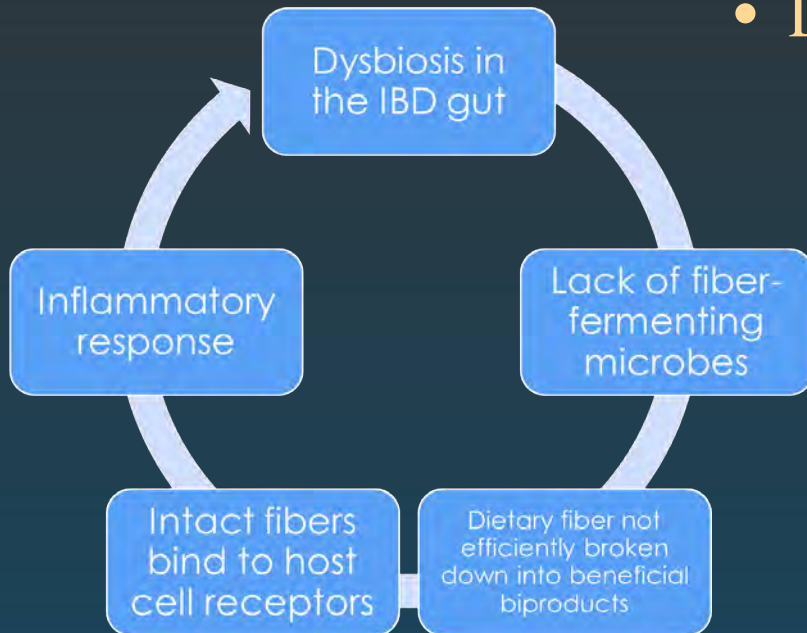 Dysbiosis in
the IBD gut
Lack of fiber-
fermenting
microbes
Dietary fiber not
efficiently broken
down into beneficial
biproducts
Intact fibers
bind to host
cell receptors
Inflammatory
response